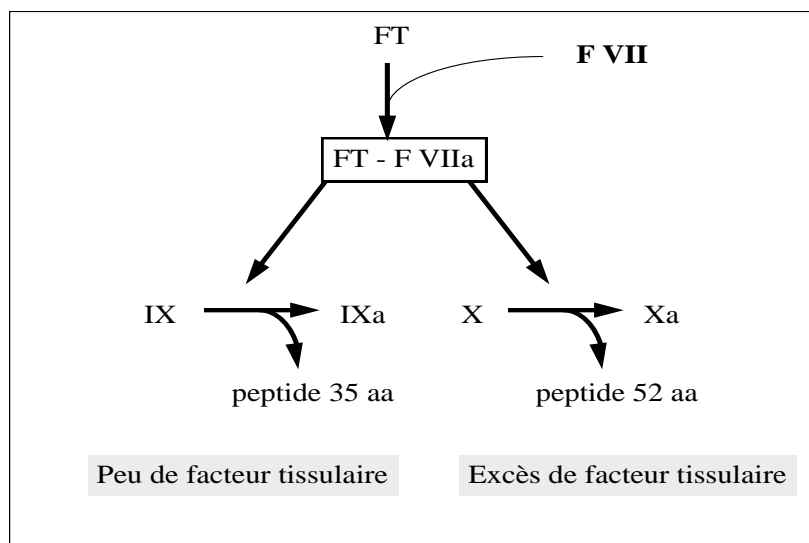 FT
F VII
FT - F VIIa
IX
IXa
X
Xa
peptide 35 aa
peptide 52 aa
Peu de facteur tissulaire
Excès de facteur tissulaire